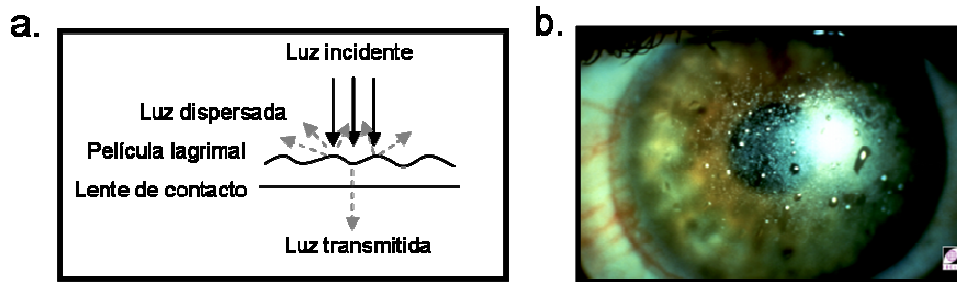 a.
Luz incidente
Luz dispersada
Película lagrimal
Lente de contacto
Luz transmitida
b.